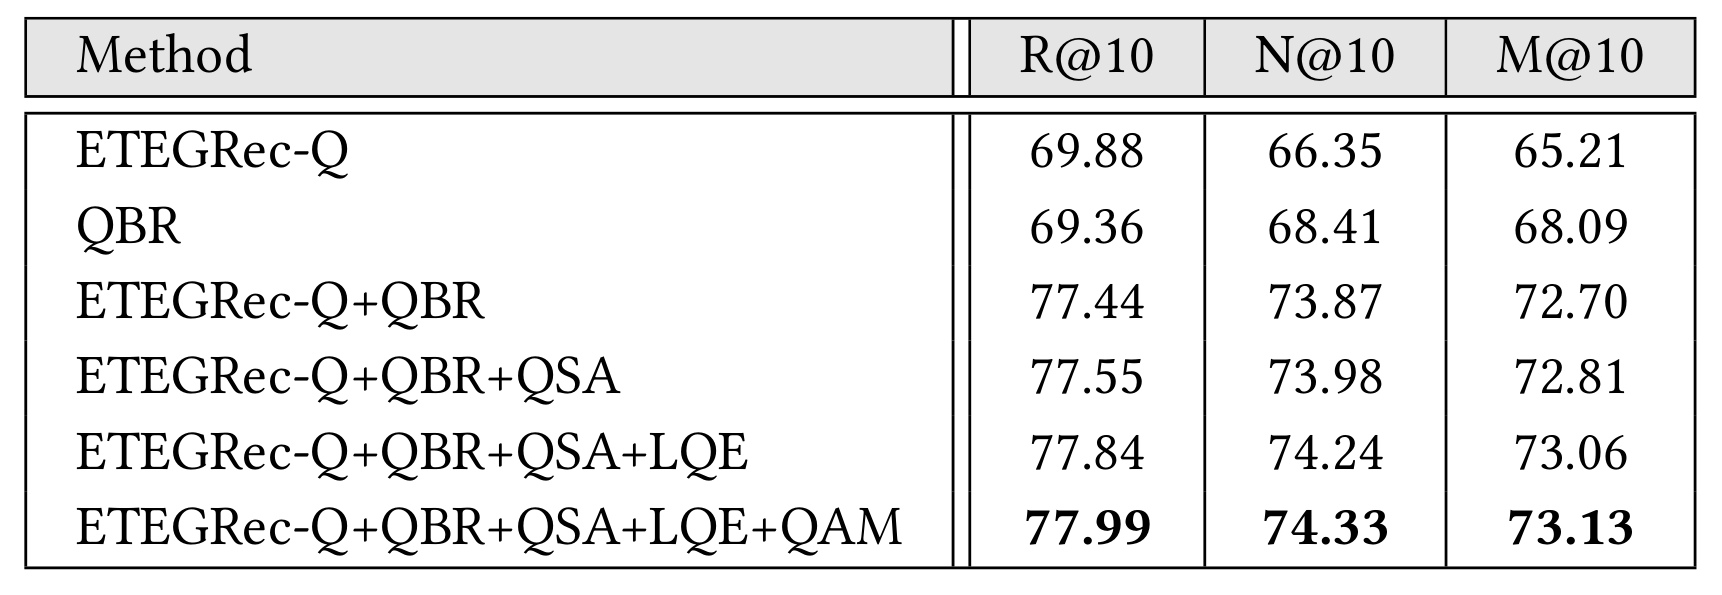 Method R@10 N@10 M@10
ETEGRec-Q 69.88 66.35 65.21
QBR 69.36 68.41 68.09
ETEGRec-Q+QBR 77.44 73.87 72.70
ETEGRec-Q+QBR+QSA 77.55 73.98 72.81
ETEGRec-Q+QBR+QSA+LQE 77.84 74.24 73.06
ETEGRec-Q+QBR+QSA+LQE+QAM 77.99 74.33 73.13